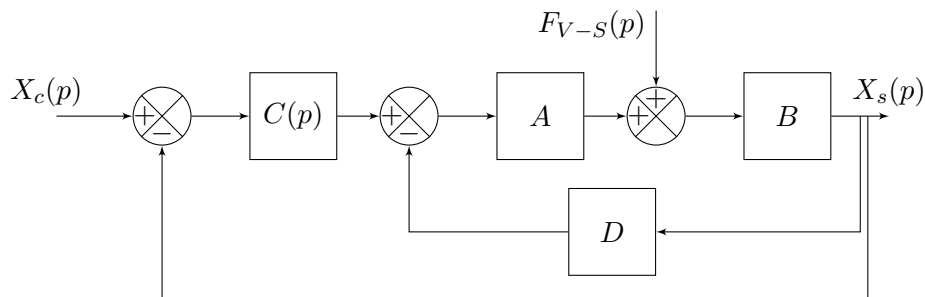 F_{V-S}(p)
X_c(p)
+
−
C(p)
+
−
A
+
+
B
X_s(p)
D